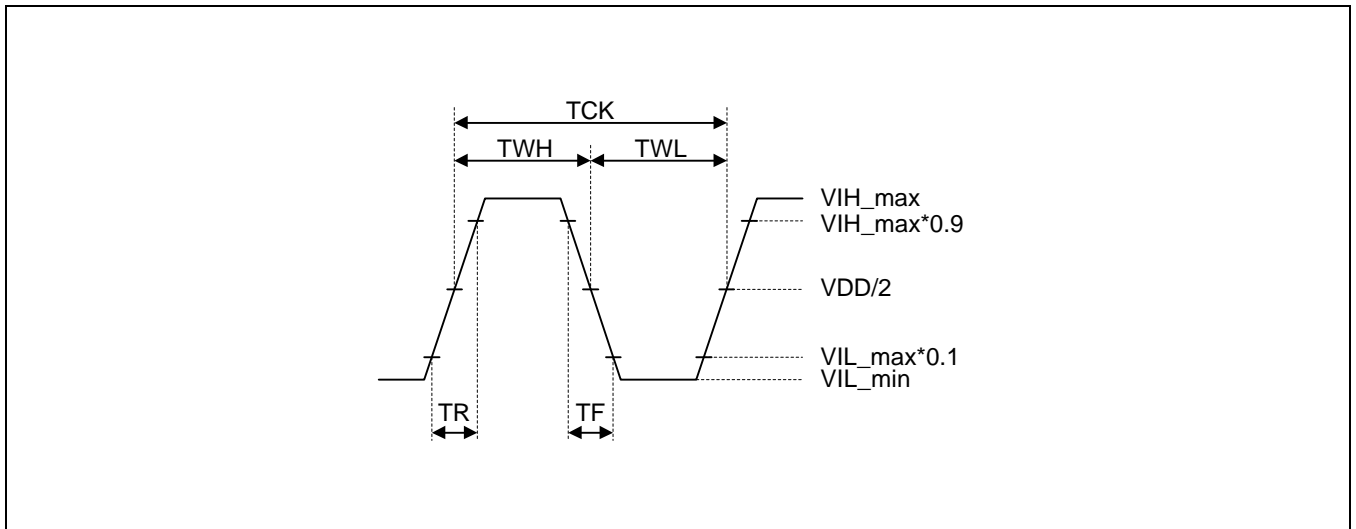 TCK
TWH TWL
VIH_max
VIH_max*0.9
VDD/2
VIL_max*0.1
VIL_min
TR TF